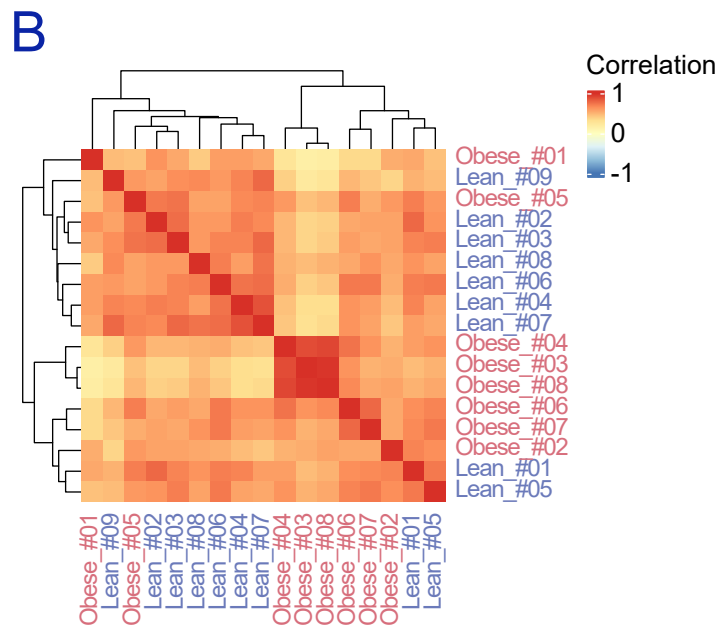 B
Correlation
1
0
-1
Obese_#01
Lean_#09
Obese_#05
Lean_#02
Lean_#03
Lean_#08
Lean_#06
Lean_#04
Lean_#07
Obese_#04
Obese_#03
Obese_#08
Obese_#06
Obese_#07
Obese_#02
Lean_#01
Lean_#05
Obese_#01
Lean_#09
Obese_#05
Lean_#02
Lean_#03
Lean_#08
Lean_#06
Lean_#04
Lean_#07
Obese_#04
Obese_#03
Obese_#08
Obese_#06
Obese_#07
Obese_#02
Lean_#01
Lean_#05